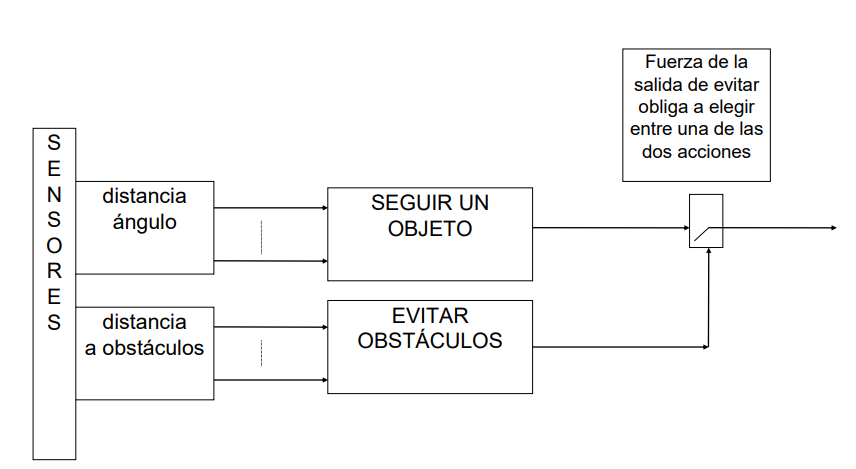 Fuerza de la
salida de evitar
obliga a elegir
entre una de las
dos acciones
S
E
N
S
O
R
E
S
distancia
ángulo
SEGUIR UN
OBJETO
distancia
a obstáculos
EVITAR
OBSTÁCULOS